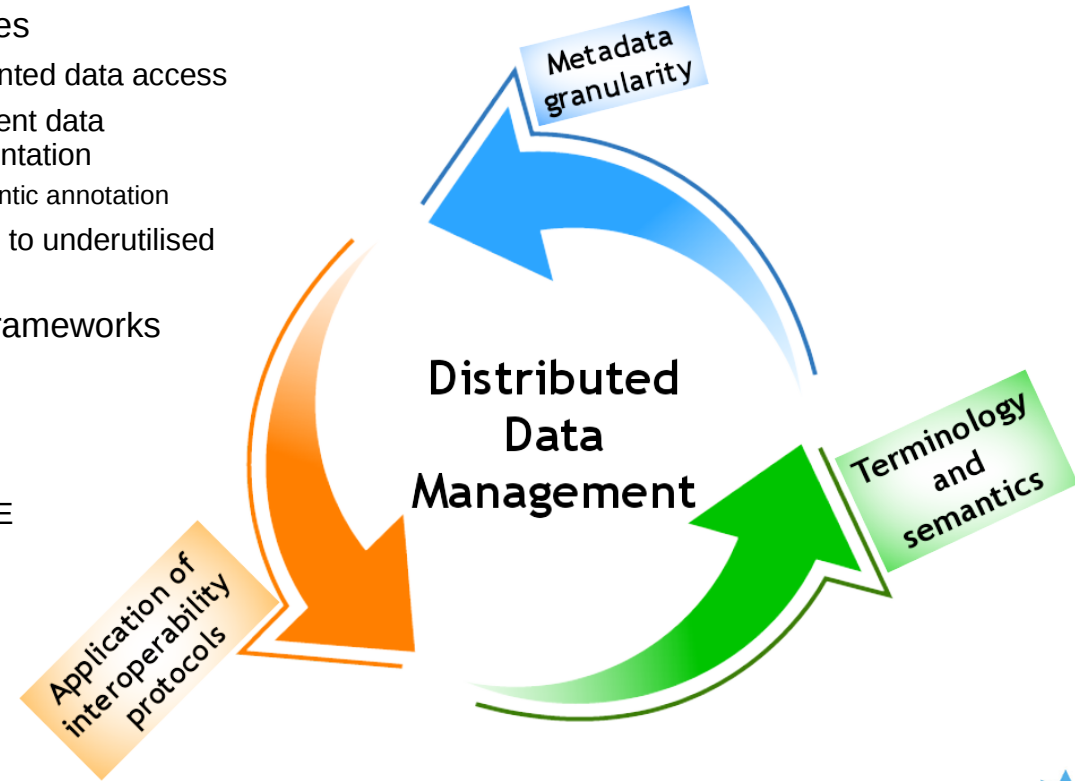 es
nted data access
ent data
ntation
ntic annotation
to underutilised
rameworks
E
Metadata
granularity
Distributed
Data
Management
Terminology
and
semantics
Application of
interoperability
protocols